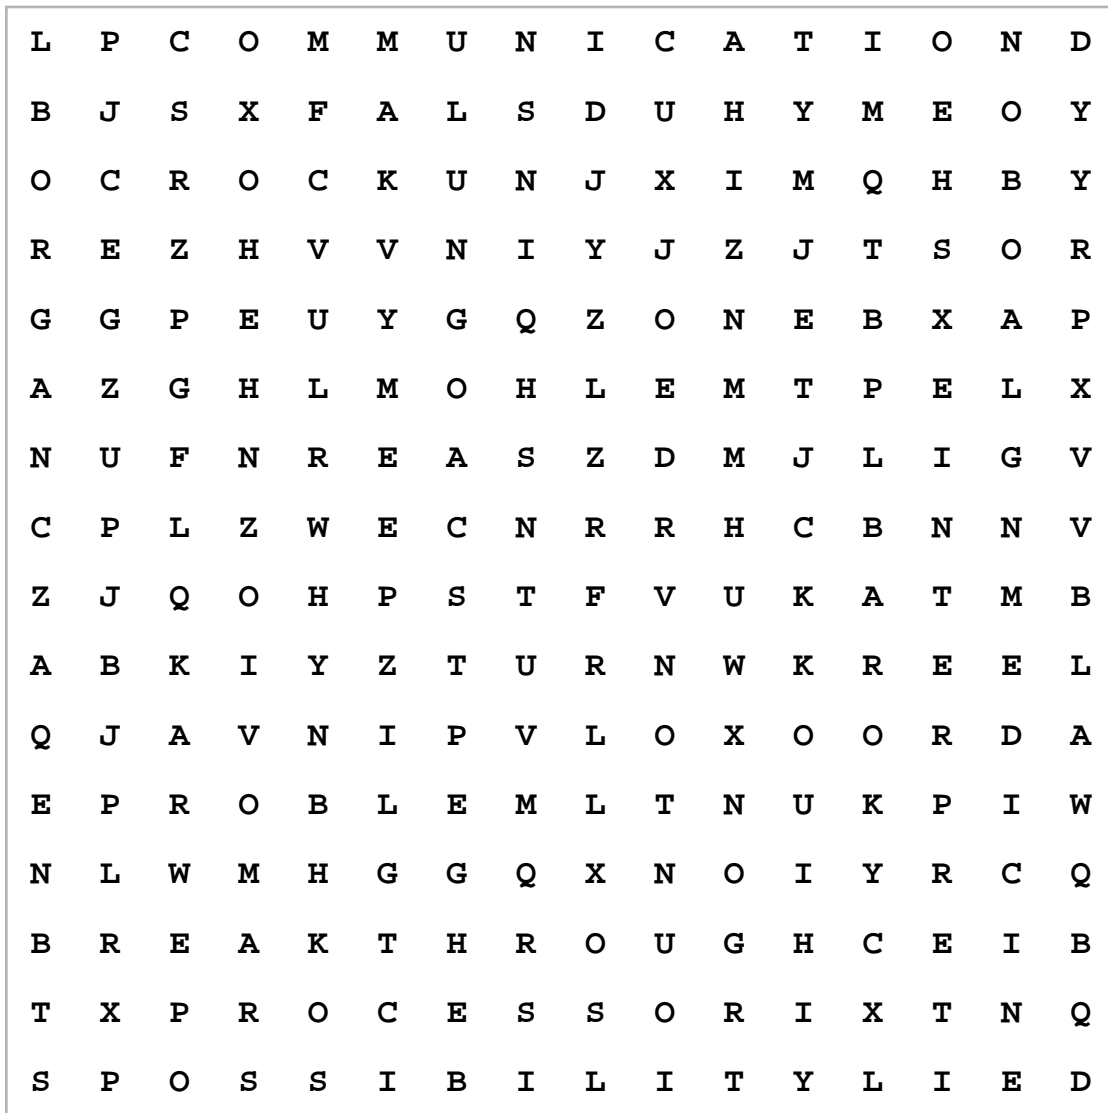 L P C O M M U N I C A T I O N D
B J S X F A L S D U H Y M E O Y
O C R O C K U N J X I M Q H B Y
R E Z H V V N I Y J Z J T S O R
G G P E U Y G Q Z O N E B X A P
A Z G H L M O H L E M T P E L X
N U F N R E A S Z D M J L I G V
C P L Z W E C N R R H C B N N V
Z J Q O H P S T F V U K A T M B
A B K I Y Z T U R N W K R E E L
Q J A V N I P V L O X O O R D A
E P R O B L E M L T N U K P I W
N L W M H G G Q X N O I Y R C Q
B R E A K T H R O U G H C E I B
T X P R O C E S S O R I X T N Q
S P O S S I B I L I T Y L I E D